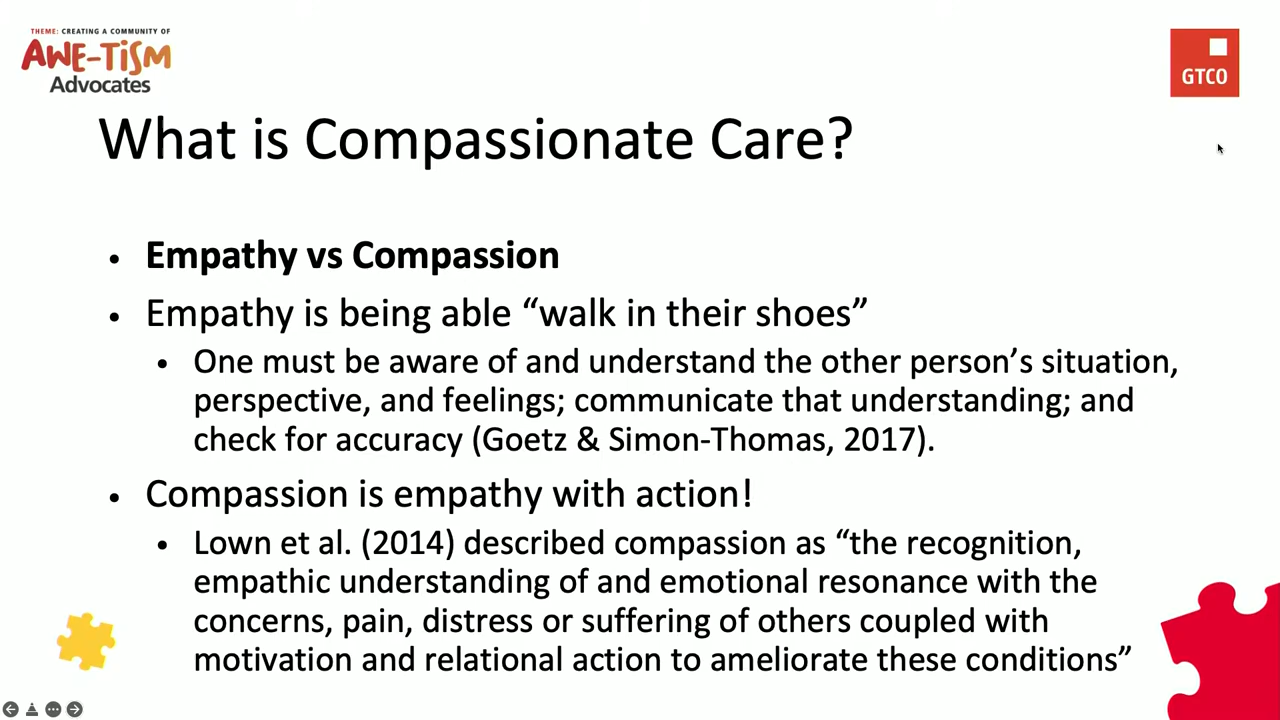 THEME: CREATING A COMMUNITY OF
AWE-TiSM
Advocates
GTCO
What is Compassionate Care?
• Empathy vs Compassion
• Empathy is being able “walk in their shoes”
• One must be aware of and understand the other person’s situation,
perspective, and feelings; communicate that understanding; and
check for accuracy (Goetz & Simon-Thomas, 2017).
• Compassion is empathy with action!
• Lown et al. (2014) described compassion as “the recognition,
empathic understanding of and emotional resonance with the
concerns, pain, distress or suffering of others coupled with
motivation and relational action to ameliorate these conditions”